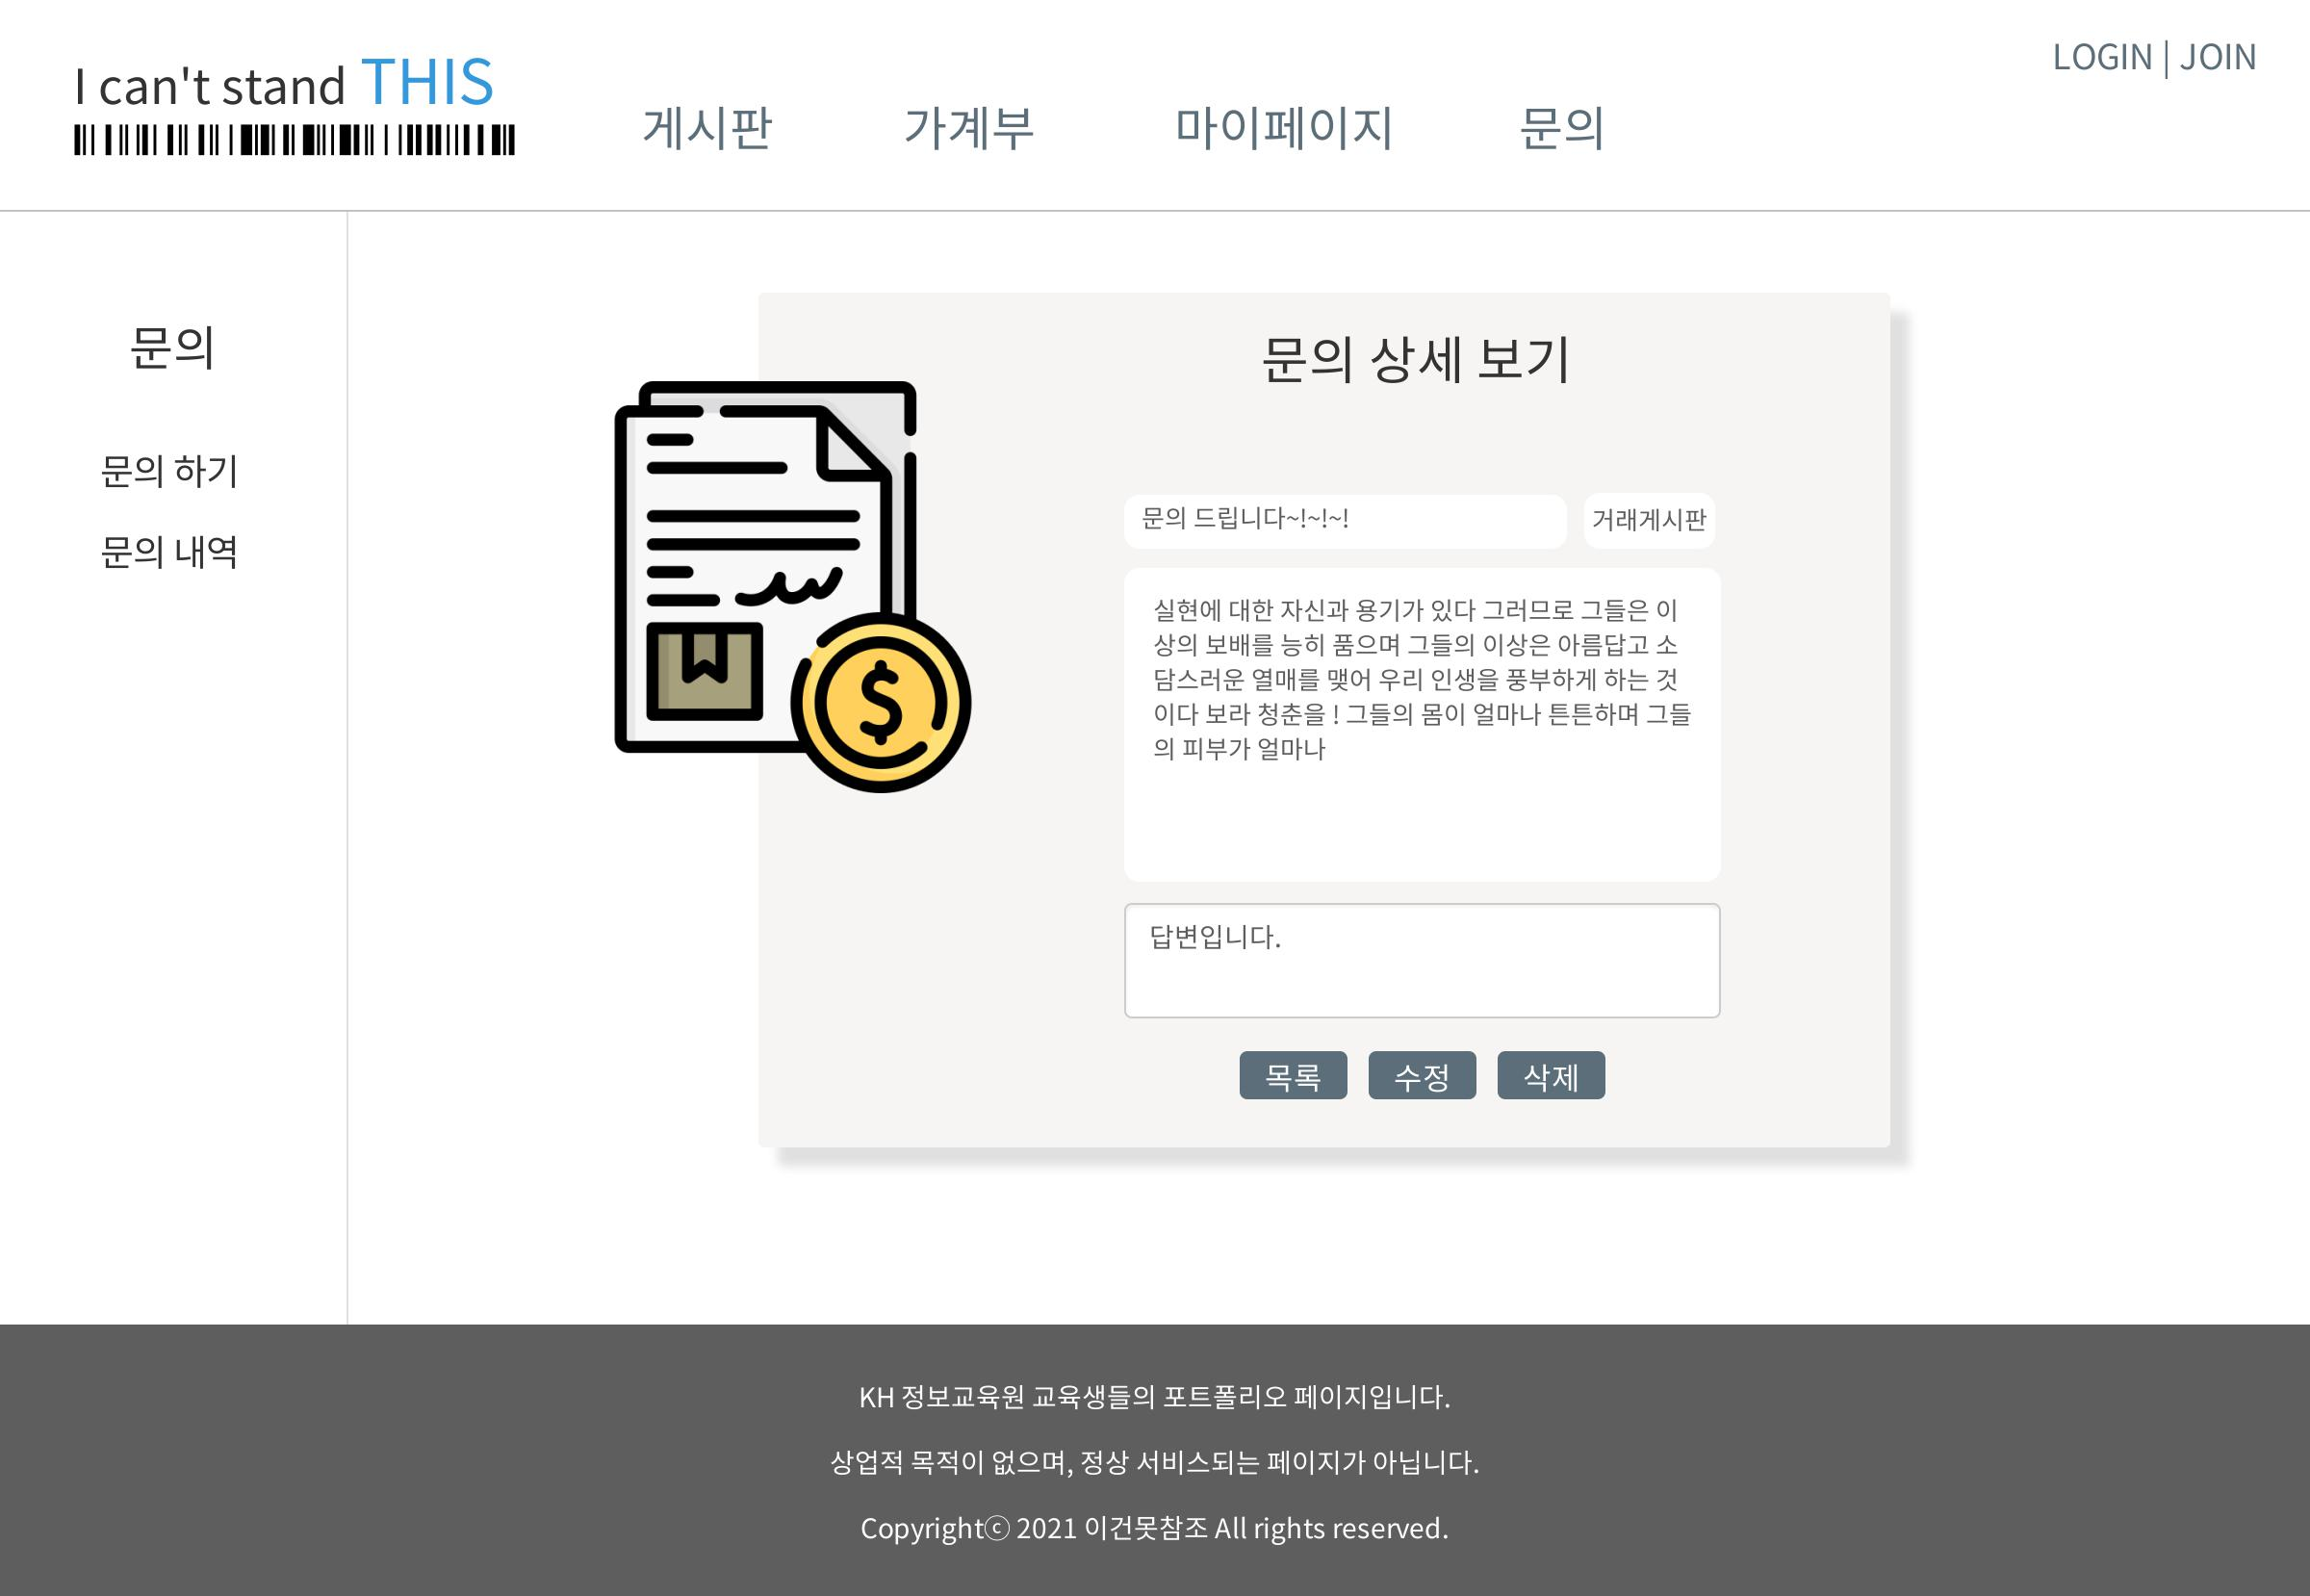 LOGIN | JOIN
I can't stand THIS
게시판 가계부 마이페이지 문의
문의
문의 하기
문의 내역
문의 상세 보기
문의 드립니다~!~!~!
거래게시판
실현에 대한 자신과 용기가 있다 그러므로 그들은 이
상의 보배를 능히 품으며 그들의 이상은 아름답고 소
담스러운 열매를 맺어 우리 인생을 풍부하게 하는 것
이다 보라 청춘을 ! 그들의 몸이 얼마나 튼튼하며 그들
의 피부가 얼마나
답변입니다.
목록 수정 삭제
KH 정보교육원 교육생들의 포트폴리오 페이지입니다.
상업적 목적이 없으며, 정상 서비스되는 페이지가 아닙니다.
Copyrightⓒ 2021 이건못참조 All rights reserved.